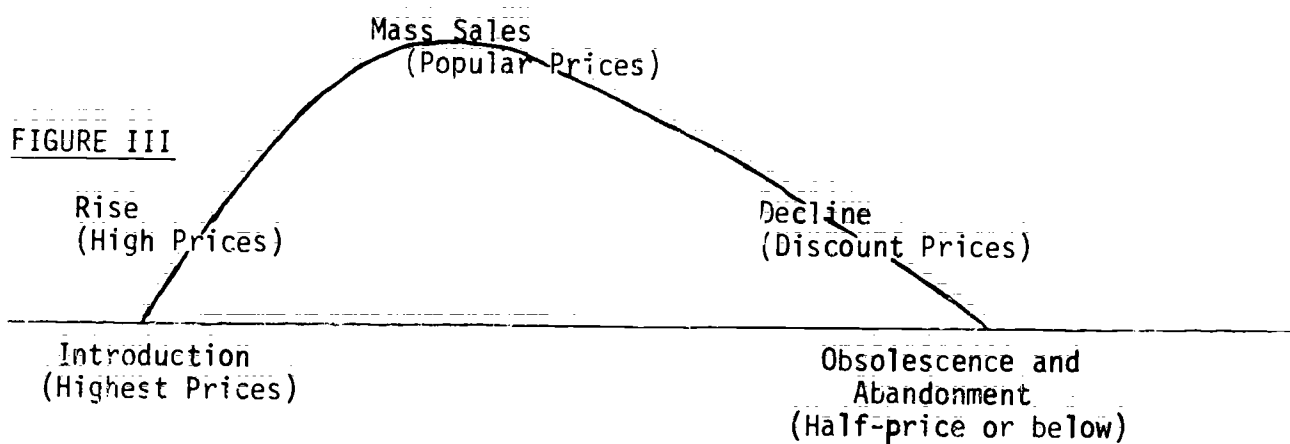 Mass Sales
(Popular Prices)
FIGURE III
Rise
(High Prices)
Decline
(Discount Prices)
Introduction
(Highest Prices)
Obsolescence and
Abandonment
(Half-price or below)